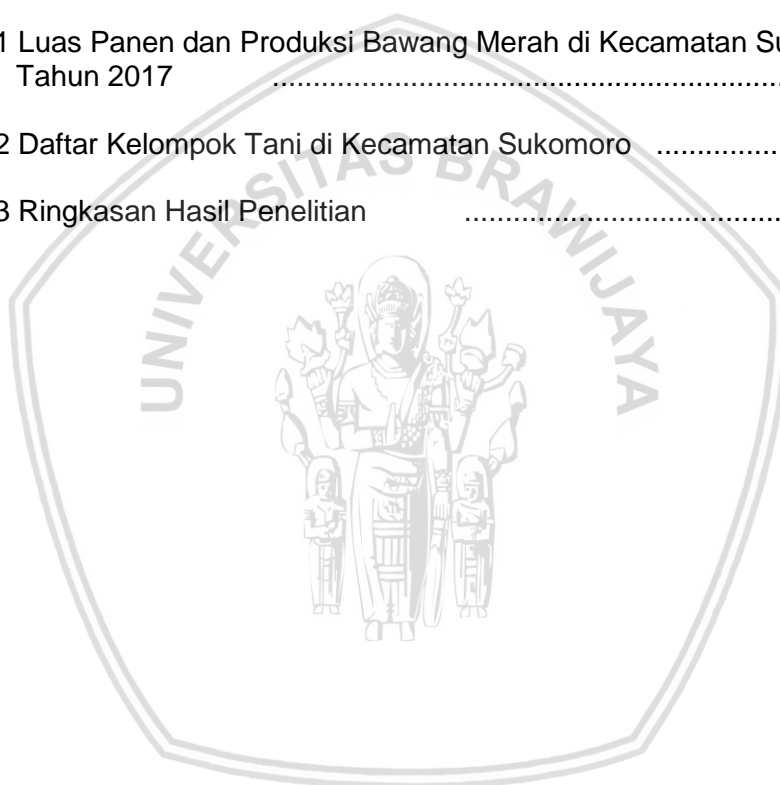 1 Luas Panen dan Produksi Bawang Merah di Kecamatan
Tahun 2017 ................................................................
2 Daftar Kelompok Tani di Kecamatan Sukomoro ...............
3 Ringkasan Hasil Penelitian .......................................
UNIVERSITAS BRAWIJAYA